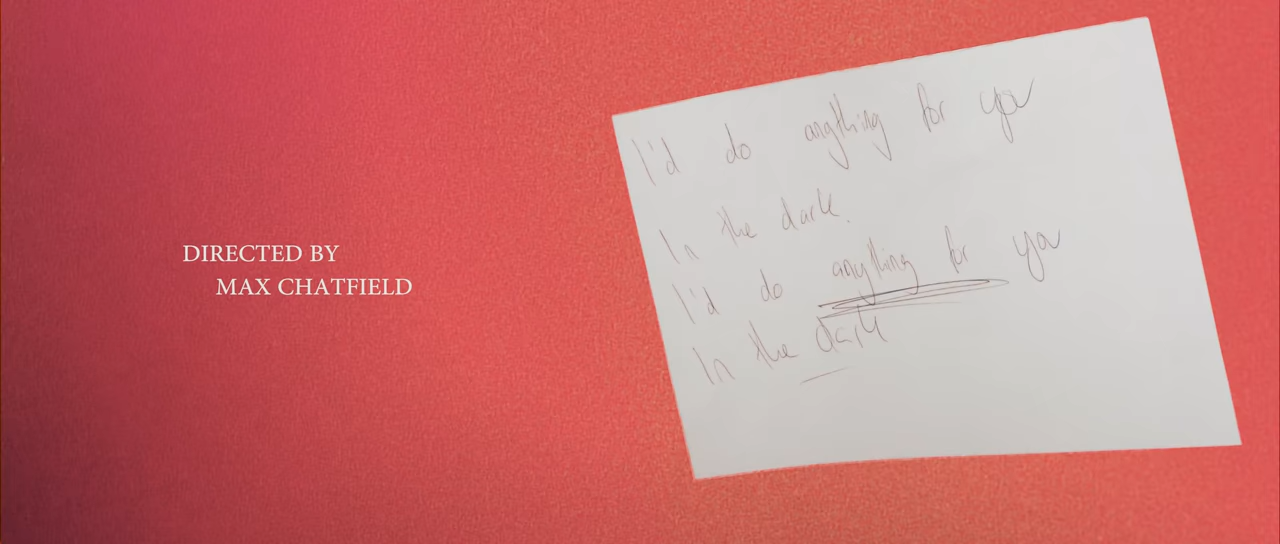 DIRECTED BY
MAX CHATFIELD
I'd do anything for you
In the dark.
I'd do anything for you
In the dark